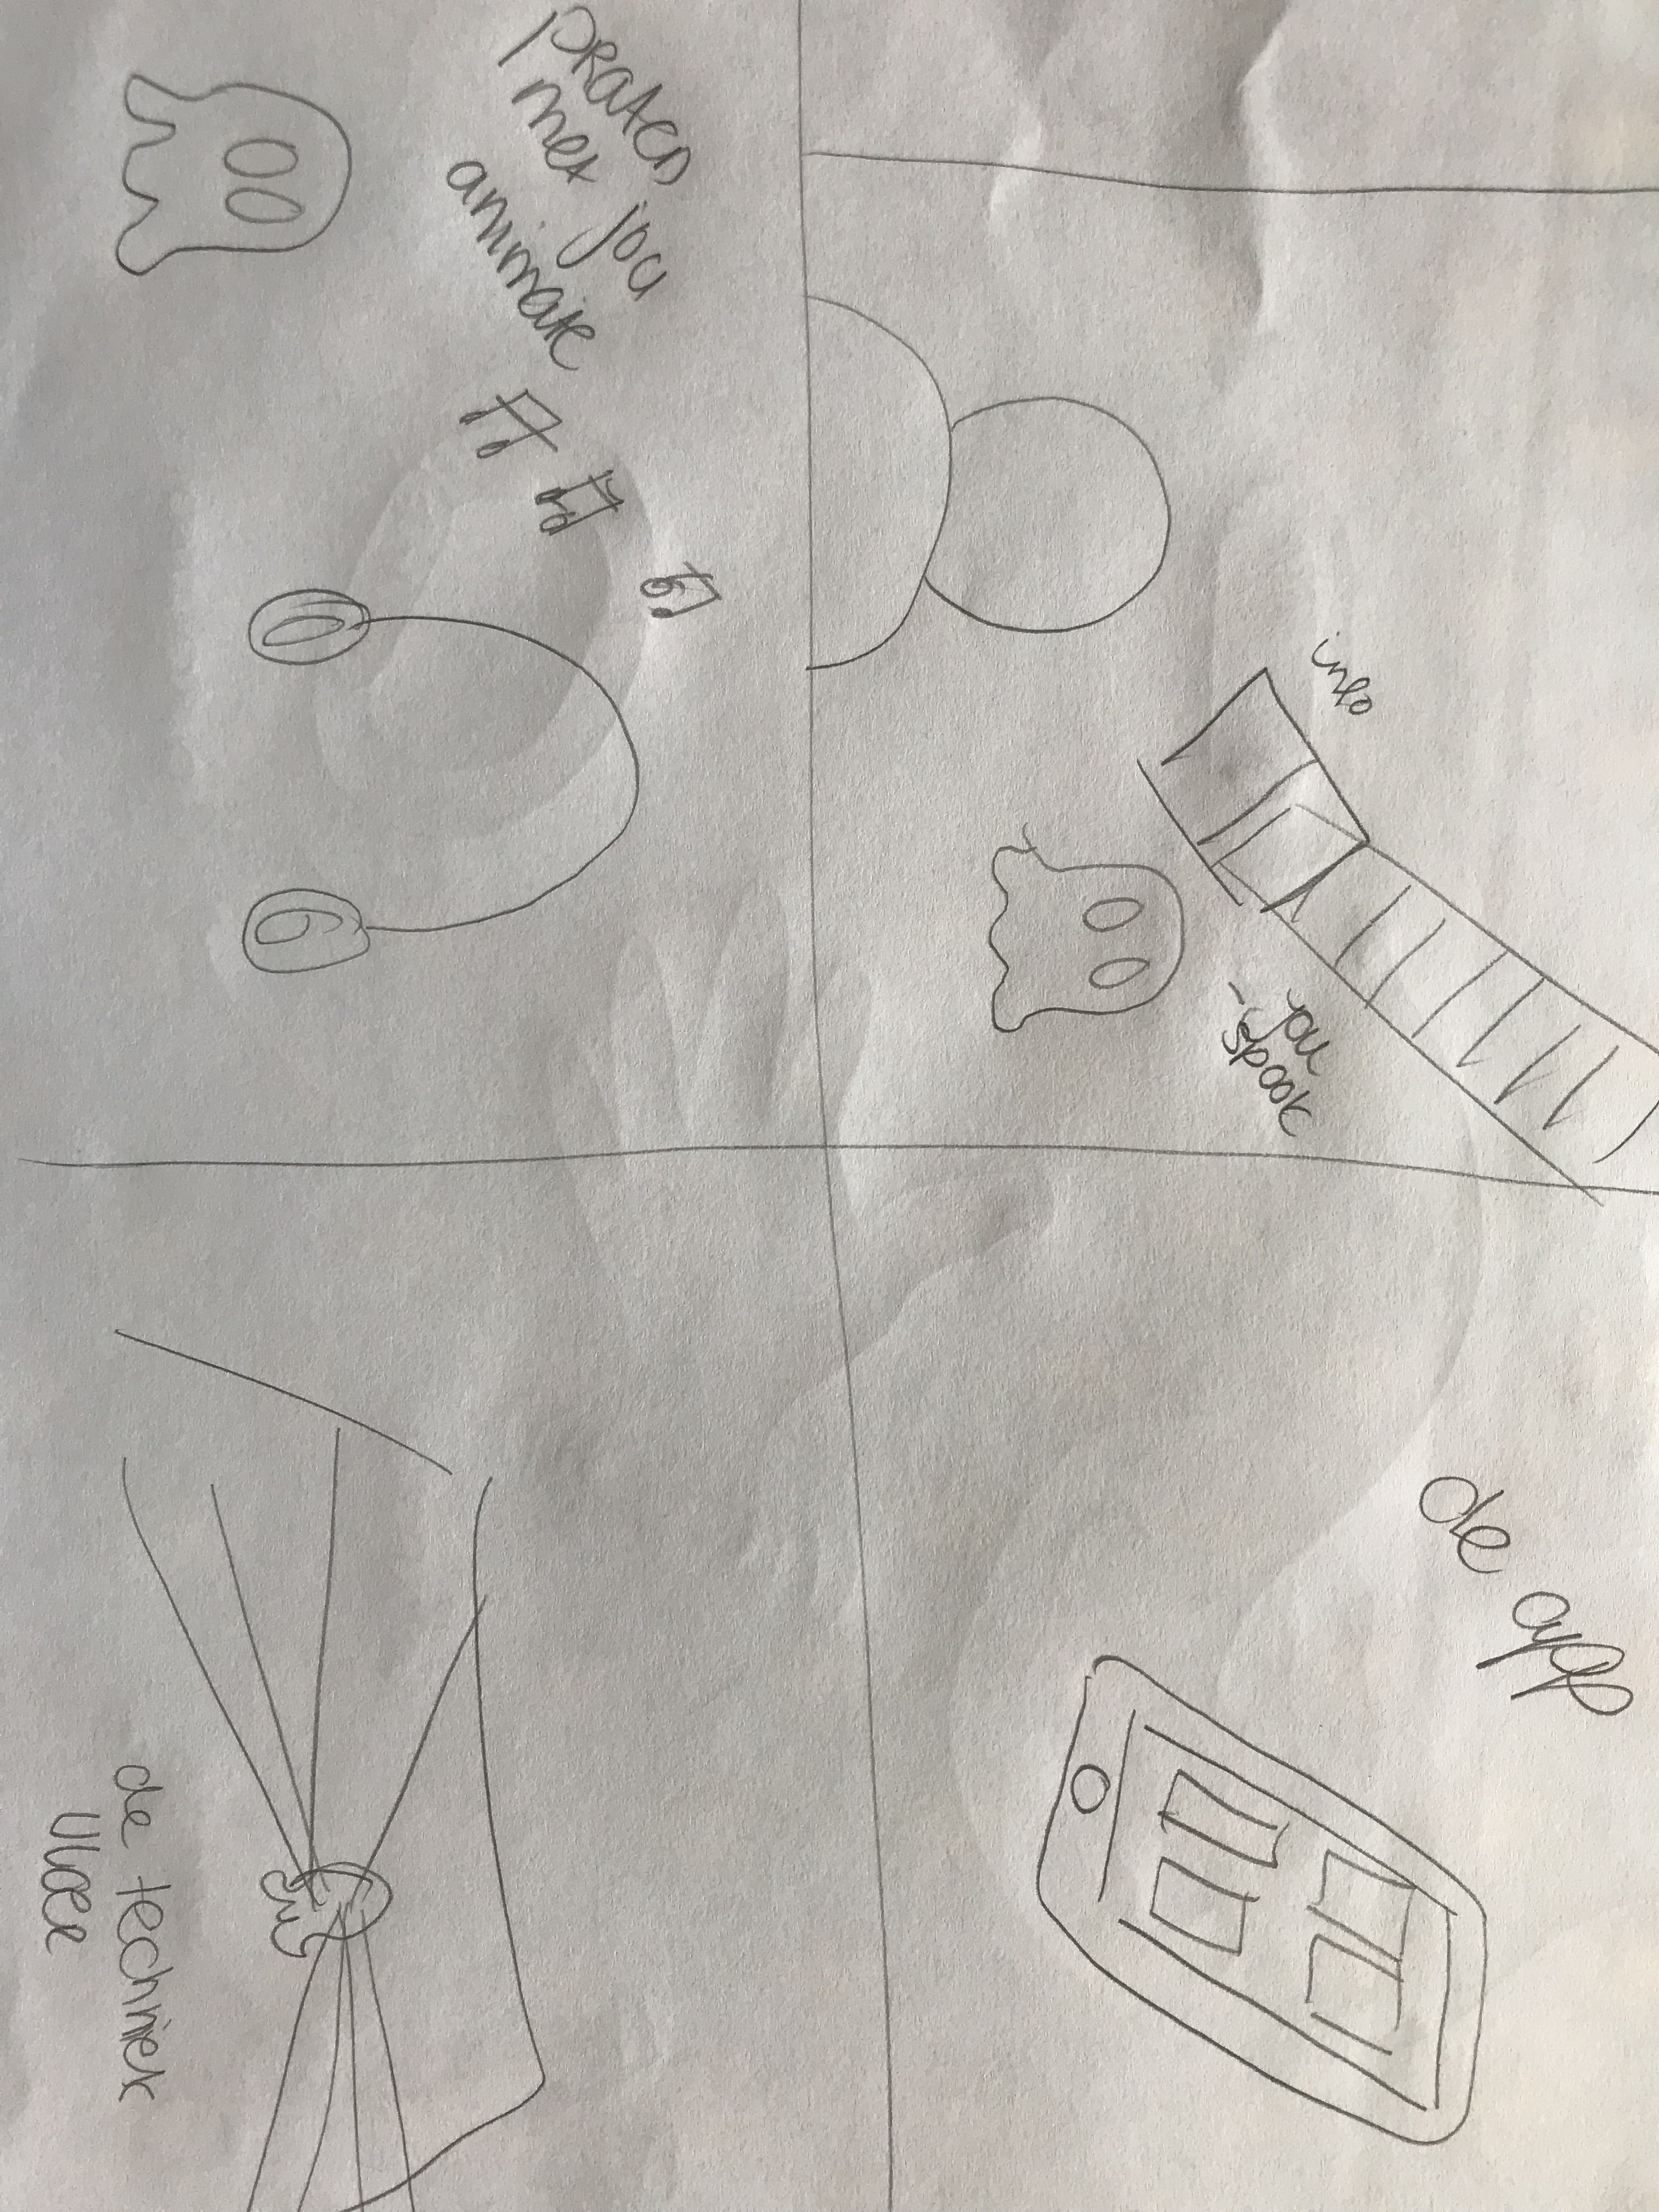 info
- jou
spook
de app
praten
met jou
animatie
de techniek
vloer